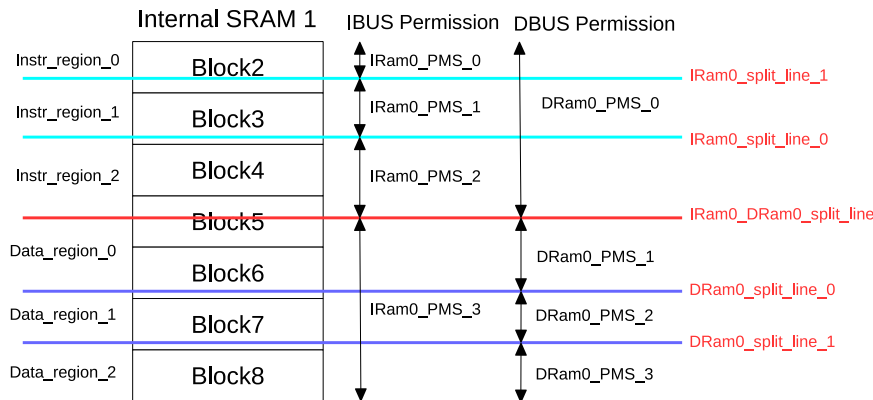 Internal SRAM 1
IBUS Permission
DBUS Permission
Instr_region_0
Block2
IRam0_PMS_0
IRam0_split_line_1
Instr_region_1
Block3
IRam0_PMS_1
DRam0_PMS_0
IRam0_split_line_0
Instr_region_2
Block4
IRam0_PMS_2
Block5
IRam0_DRam0_split_line
Data_region_0
Block6
DRam0_PMS_1
DRam0_split_line_0
Data_region_1
Block7
IRam0_PMS_3
DRam0_PMS_2
DRam0_split_line_1
Data_region_2
Block8
DRam0_PMS_3